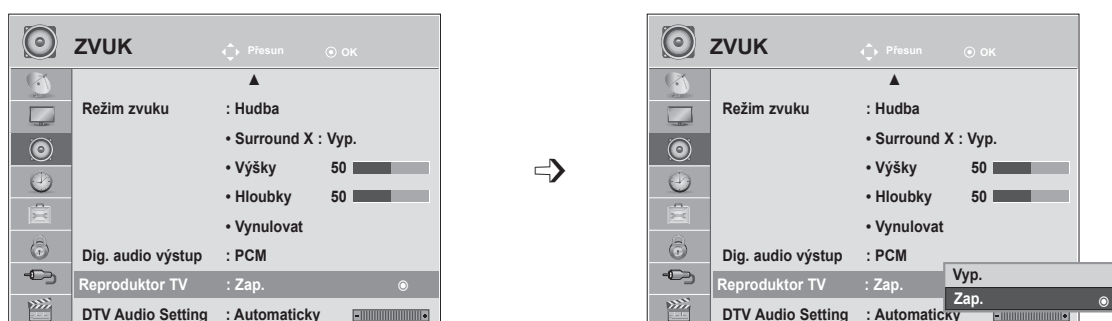 ZVUK Přesun OK
Režim zvuku : Hudba
• Surround X : Vyp.
• Výšky 50
• Hloubky 50
• Vynulovat
Dig. audio výstup : PCM
Reproduktor TV : Zap.
DTV Audio Setting : Automaticky
ZVUK Přesun OK
Režim zvuku : Hudba
• Surround X : Vyp.
• Výšky 50
• Hloubky 50
• Vynulovat
Dig. audio výstup : PCM
Reproduktor TV : Zap.
DTV Audio Setting : Automaticky
Vyp.
Zap.